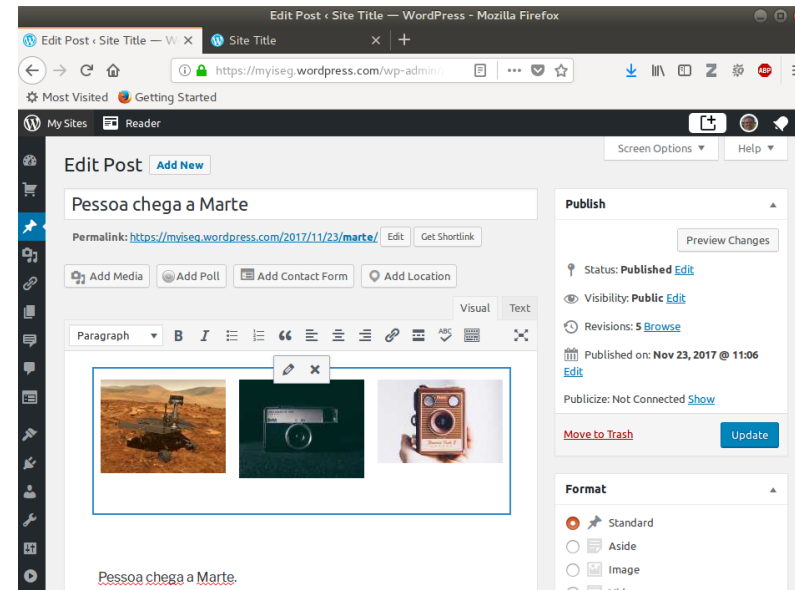 Edit Post ‹ Site Title — WordPress - Mozilla Firefox
Edit Post ‹ Site Title — W
Site Title
https://myiseg.wordpress.com/wp-admin/
ABP
Most Visited Getting Started
My Sites Reader
Screen Options Help
Edit Post Add New
Pessoa chega a Marte
Permalink: https://myiseg.wordpress.com/2017/11/23/marte/ Edit Get Shortlink
Add Media Add Poll Add Contact Form Add Location
Visual Text
Paragraph B I ABC
Pessoa chega a Marte.
Publish
Preview Changes
Status: Published Edit
Visibility: Public Edit
Revisions: 5 Browse
Published on: Nov 23, 2017 @ 11:06
Edit
Publicize: Not Connected Show
Move to Trash Update
Format
Standard
Aside
Image